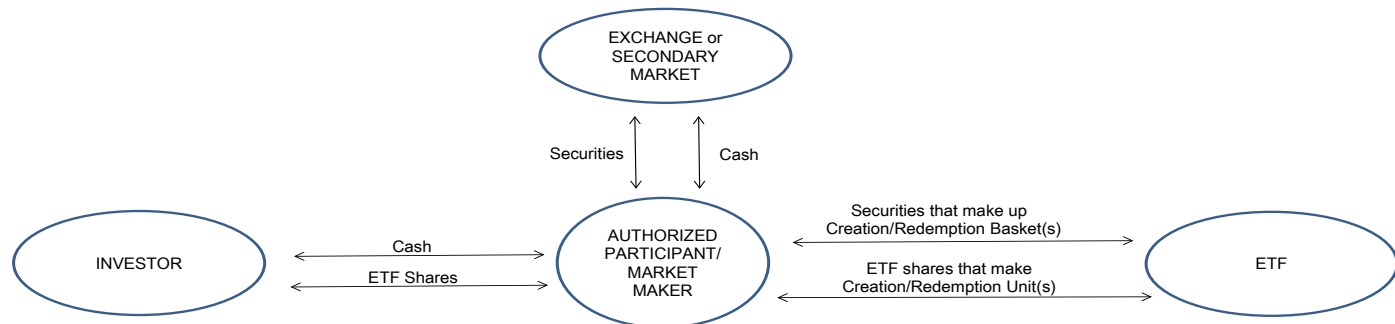 EXCHANGE or
SECONDARY
MARKET
Securities
Cash
INVESTOR
Cash
ETF Shares
AUTHORIZED
PARTICIPANT/
MARKET
MAKER
Securities that make up
Creation/Redemption Basket(s)
ETF shares that make
Creation/Redemption Unit(s)
ETF